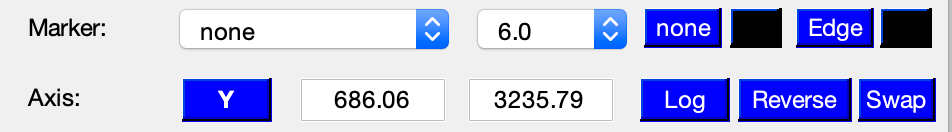 Marker: none 6.0 none Edge
Axis: Y 686.06 3235.79 Log Reverse Swap